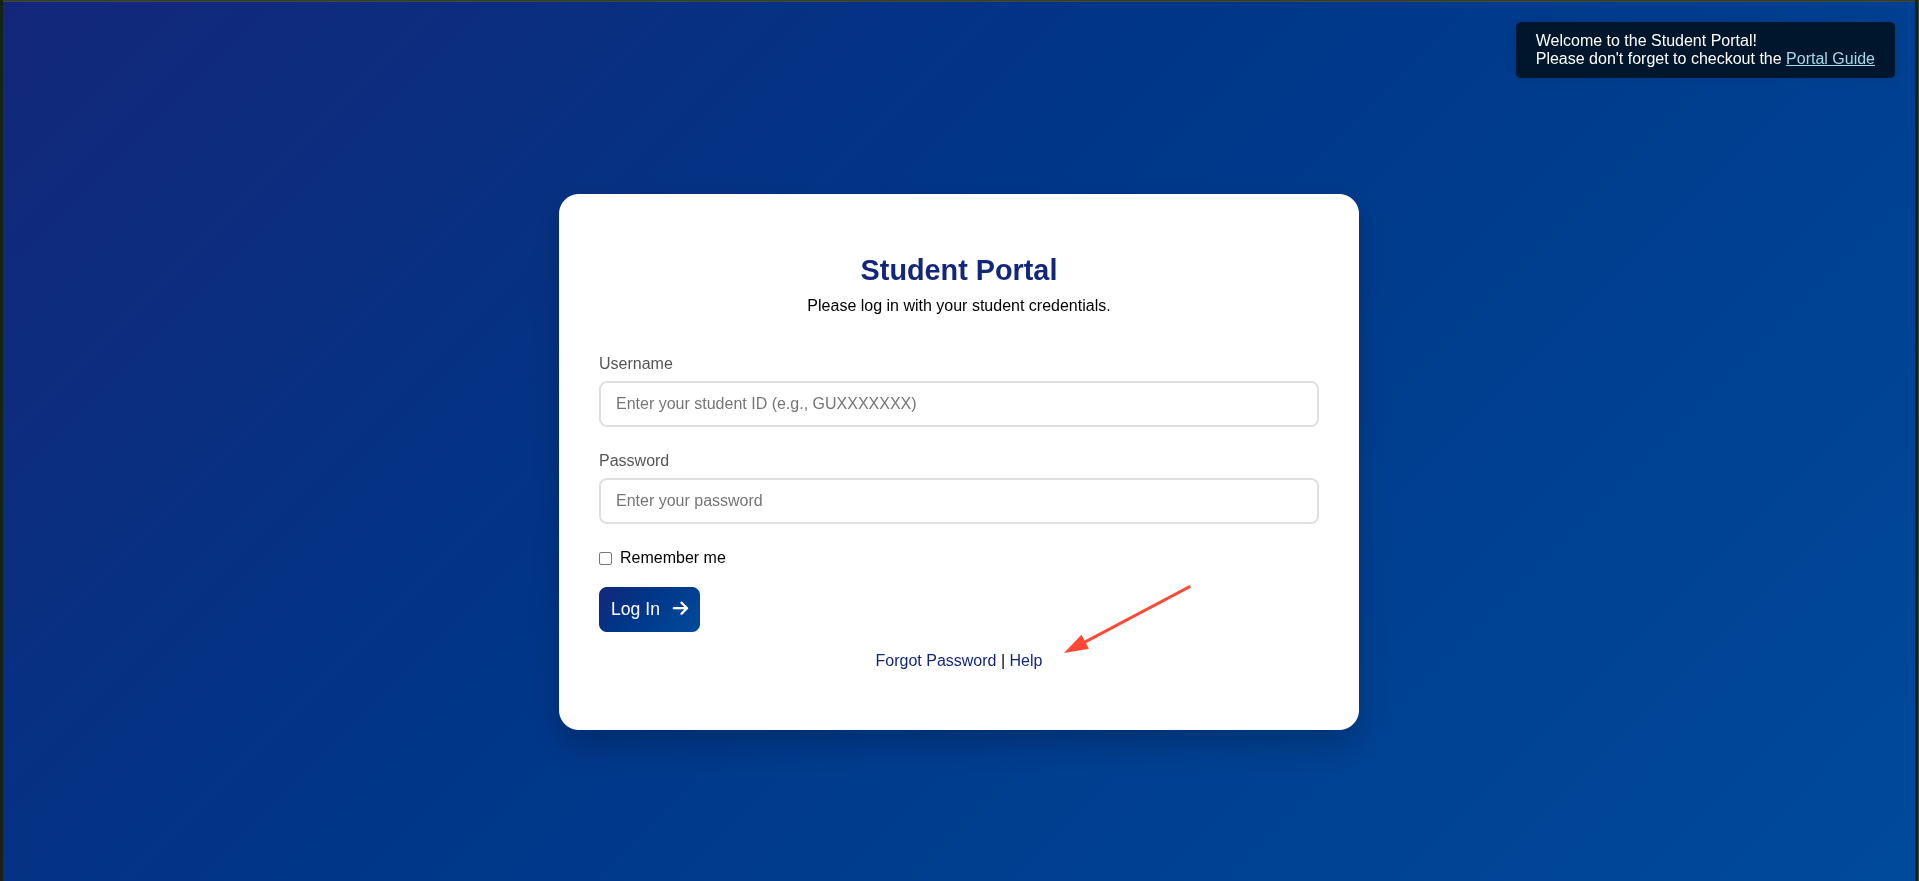 Welcome to the Student Portal!
Please don't forget to checkout the Portal Guide
Student Portal
Please log in with your student credentials.
Username
Enter your student ID (e.g., GUXXXXXXX)
Password
Enter your password
Remember me
Log In
Forgot Password | Help